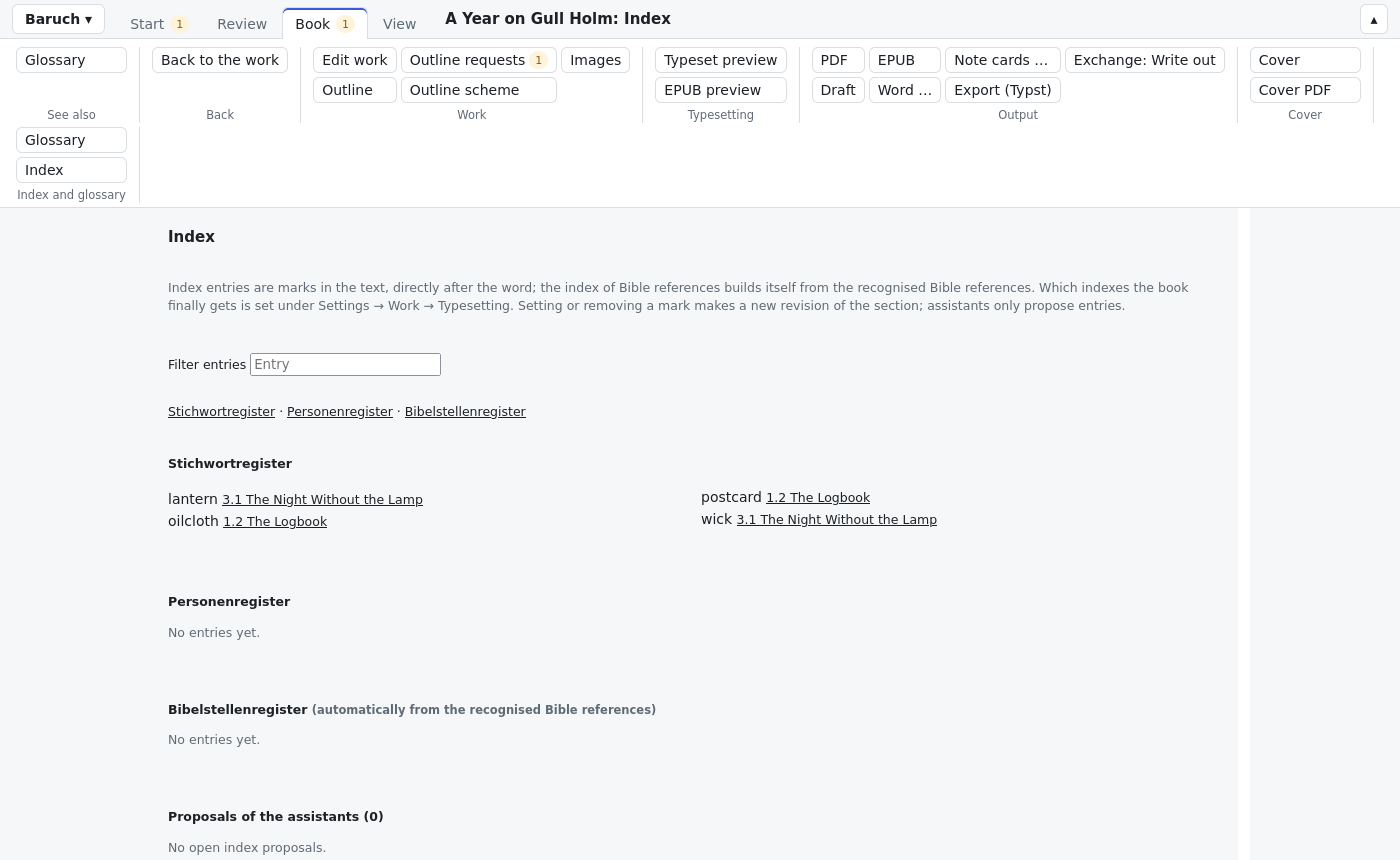 Baruch ▾
Start 1
Review
Book 1
View
A Year on Gull Holm: Index
▴
Glossary
See also
Back to the work
Back
Edit work
Outline requests 1
Images
Outline
Outline scheme
Work
Typeset preview
EPUB preview
Typesetting
PDF
EPUB
Note cards …
Exchange: Write out
Draft
Word …
Export (Typst)
Output
Cover
Cover PDF
Cover
Glossary
Index
Index and glossary
Index
Index entries are marks in the text, directly after the word; the index of Bible references builds itself from the recognised Bible references. Which indexes the book
finally gets is set under Settings → Work → Typesetting. Setting or removing a mark makes a new revision of the section; assistants only propose entries.
Filter entries Entry
Stichwortregister · Personenregister · Bibelstellenregister
Stichwortregister
lantern 3.1 The Night Without the Lamp
oilcloth 1.2 The Logbook
postcard 1.2 The Logbook
wick 3.1 The Night Without the Lamp
Personenregister
No entries yet.
Bibelstellenregister (automatically from the recognised Bible references)
No entries yet.
Proposals of the assistants (0)
No open index proposals.